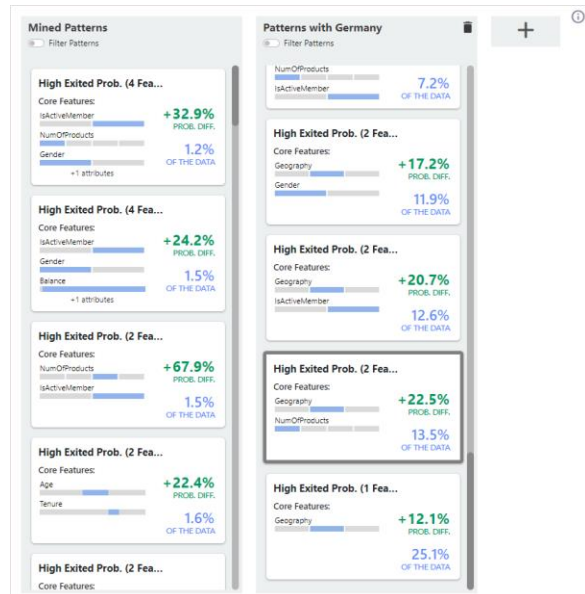 Mined Patterns
Filter Patterns
High Exited Prob. (4 Fea...
Core Features:
IsActiveMember
+32.9%
PROB. DIFF.
NumOfProducts
1.2%
OF THE DATA
Gender
+1 attributes
High Exited Prob. (4 Fea...
Core Features:
IsActiveMember
+24.2%
PROB. DIFF.
Gender
1.5%
OF THE DATA
Balance
+1 attributes
High Exited Prob. (2 Fea...
Core Features:
NumOfProducts
+67.9%
PROB. DIFF.
IsActiveMember
1.5%
OF THE DATA
High Exited Prob. (2 Fea...
Core Features:
Age
+22.4%
PROB. DIFF.
Tenure
1.6%
OF THE DATA
High Exited Prob. (2 Fea...
Core Features:
Patterns with Germany
Filter Patterns
NumOfProducts
7.2%
OF THE DATA
IsActiveMember
High Exited Prob. (2 Fea...
Core Features:
Geography
+17.2%
PROB. DIFF.
Gender
11.9%
OF THE DATA
High Exited Prob. (2 Fea...
Core Features:
Geography
+20.7%
PROB. DIFF.
IsActiveMember
12.6%
OF THE DATA
High Exited Prob. (2 Fea...
Core Features:
Geography
+22.5%
PROB. DIFF.
NumOfProducts
13.5%
OF THE DATA
High Exited Prob. (1 Fea...
Core Features:
Geography
+12.1%
PROB. DIFF.
25.1%
OF THE DATA
+